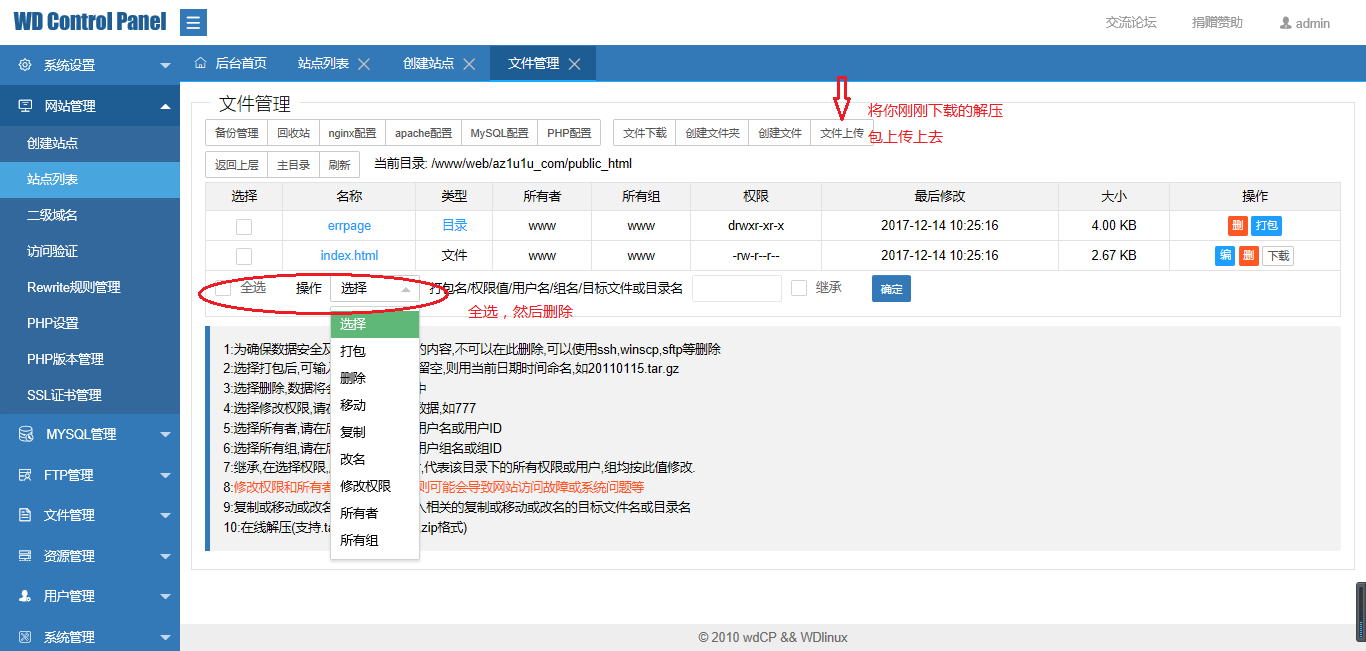 WD Control Panel
交流论坛 捐赠赞助 admin
系统设置
网站管理
创建站点
站点列表
二级域名
访问验证
Rewrite规则管理
PHP设置
PHP版本管理
SSL证书管理
MYSQL管理
FTP管理
文件管理
资源管理
用户管理
系统管理
后台首页 站点列表 创建站点 文件管理
文件管理
将你刚刚下载的解压
包上传上去
备份管理 回收站 nginx配置 apache配置 MySQL配置 PHP配置 文件下载 创建文件夹 创建文件 文件上传
返回上层 主目录 刷新 当前目录: /www/web/az1u1u_com/public_html
选择 名称 类型 所有者 所有组 权限 最后修改 大小 操作
errpage 目录 www www drwxr-xr-x 2017-12-14 10:25:16 4.00 KB 删 打包
index.html 文件 www www -rw-r--r-- 2017-12-14 10:25:16 2.67 KB 编 删 下载
全选 操作 选择 打包名/权限值/用户名/组名/目标文件或目录名 继承 确定
全选，然后删除
选择
打包
删除
移动
复制
改名
修改权限
所有者
所有组
1:为确保数据安全及 的内容,不可以在此删除,可以使用ssh,winscp,sftp等删除
2:选择打包后,可输入 留空,则用当前日期时间命名,如20110115.tar.gz
3:选择删除,数据将会 中
4:选择修改权限,请在 数据,如777
5:选择所有者,请在后 用户名或用户ID
6:选择所有组,请在后 用户组名或组ID
7:继承,在选择权限, ,代表该目录下的所有权限或用户,组均按此值修改.
8:修改权限和所有者 则可能会导致网站访问故障或系统问题等
9:复制或移动或改名 入相关的复制或移动或改名的目标文件名或目录名
10:在线解压(支持.ta .zip格式)
© 2010 wdCP && WDlinux